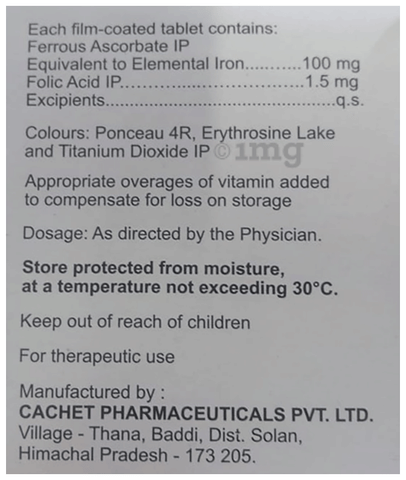 Each film-coated tablet contains:
Ferrous Ascorbate IP
Equivalent to Elemental Iron...........100 mg
Folic Acid IP.................................1.5 mg
Excipients..........................................q.s.
Colours: Ponceau 4R, Erythrosine Lake
and Titanium Dioxide IP © 1mg
Appropriate overages of vitamin added
to compensate for loss on storage
Dosage: As directed by the Physician.
Store protected from moisture,
at a temperature not exceeding 30°C.
Keep out of reach of children
For therapeutic use
Manufactured by :
CACHET PHARMACEUTICALS PVT. LTD.
Village - Thana, Baddi, Dist. Solan,
Himachal Pradesh - 173 205.